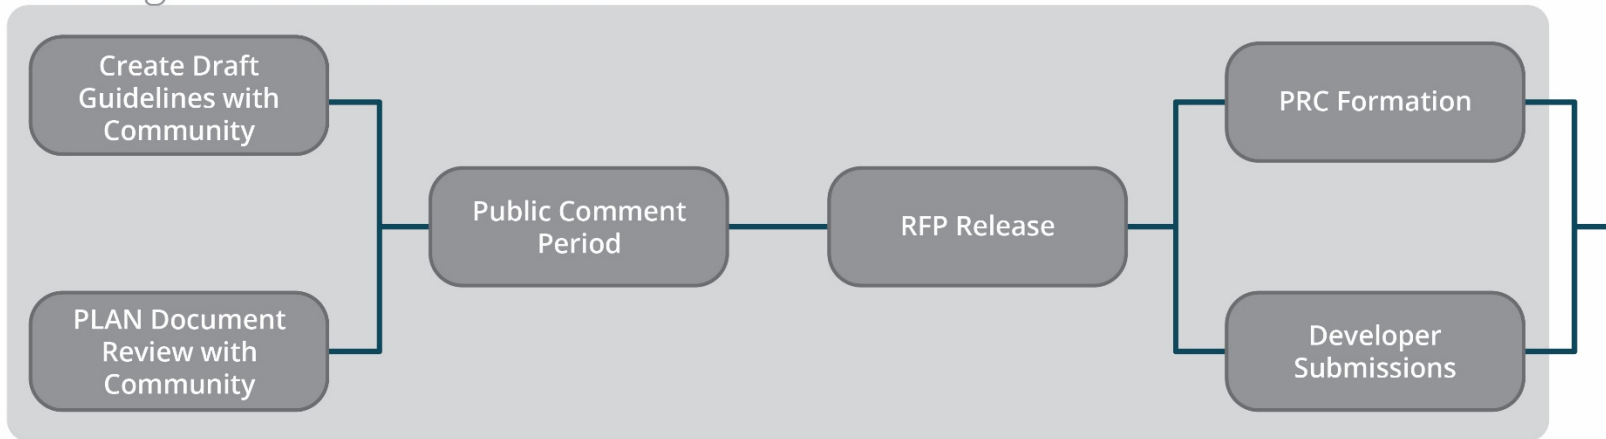 Create Draft
Guidelines with
Community
PLAN Document
Review with
Community
Public Comment
Period
RFP Release
PRC Formation
Developer
Submissions